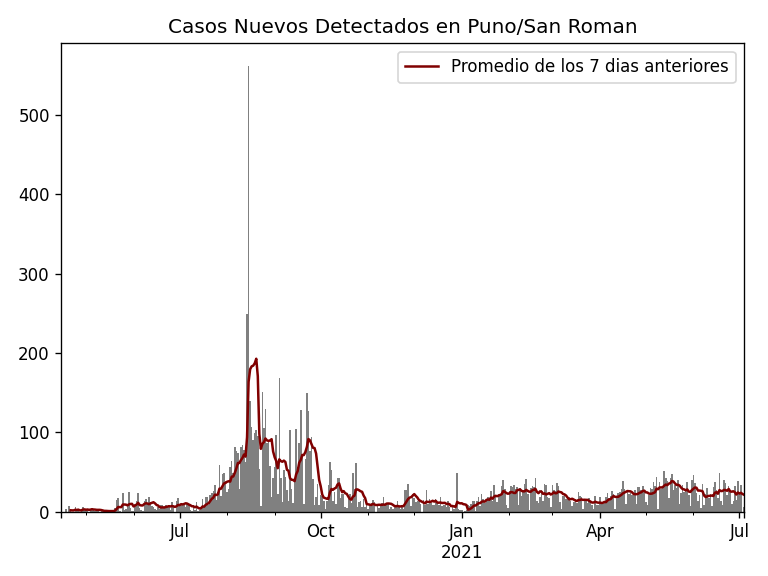 Casos Nuevos Detectados en Puno/San Roman
Promedio de los 7 dias anteriores
500
400
300
200
100
0
Jul
Oct
Jan
2021
Apr
Jul